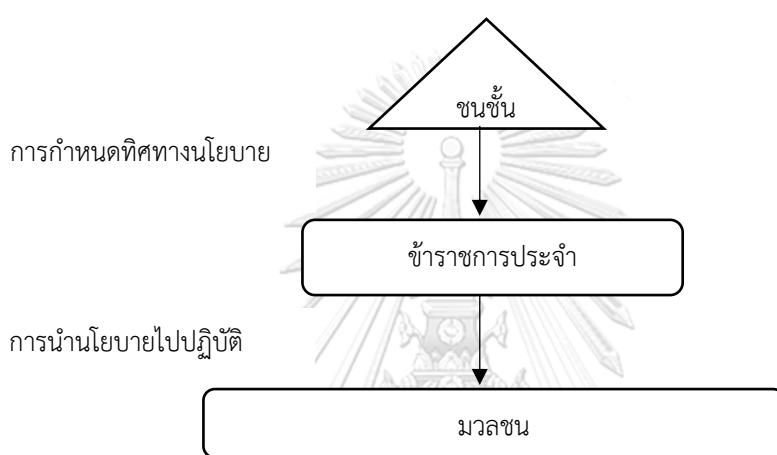 ชนชั้น
การกำหนดทิศทางนโยบาย
ข้าราชการประจำ
การนำนโยบายไปปฏิบัติ
มวลชน